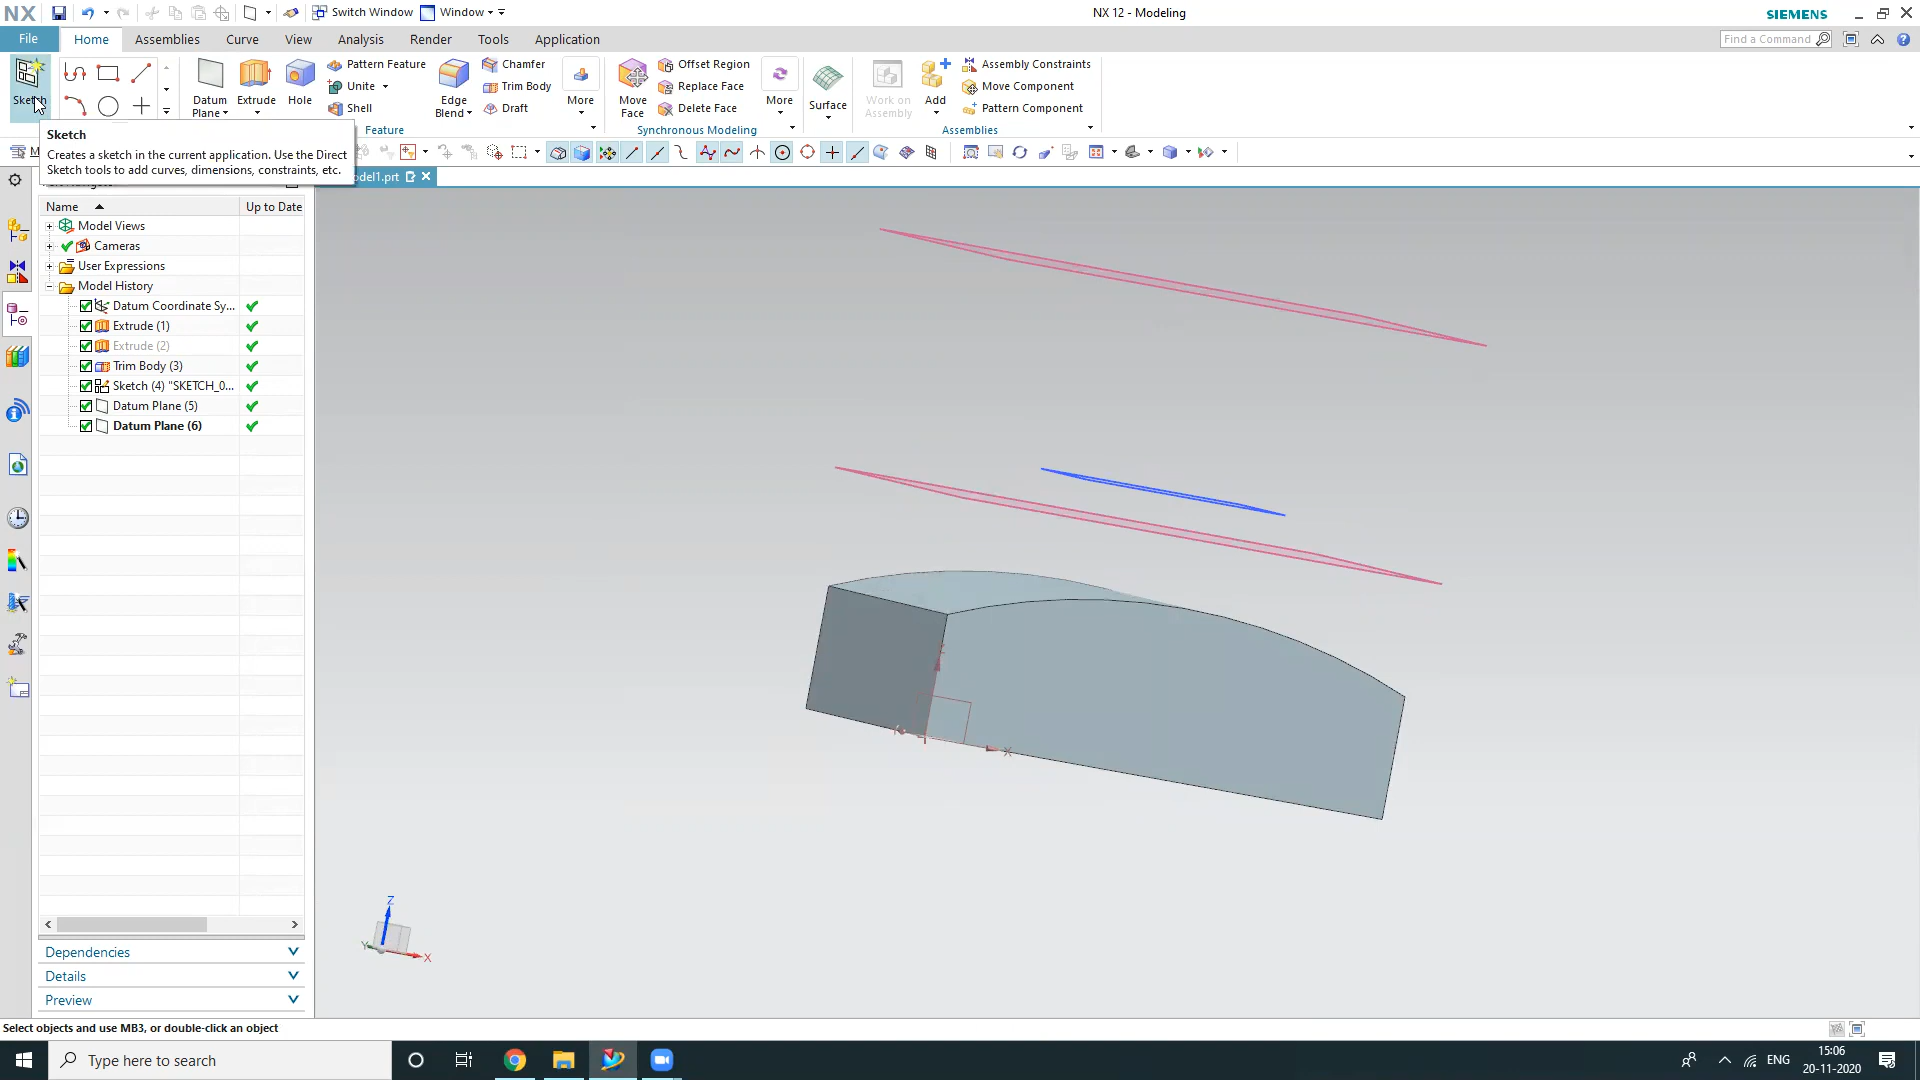 NX
Switch Window
Window
NX 12 - Modeling
SIEMENS
File
Home
Assemblies
Curve
View
Analysis
Render
Tools
Application
Find a Command
Sketch
Datum Plane
Extrude
Hole
Pattern Feature
Unite
Shell
Edge Blend
Chamfer
Trim Body
Draft
More
Feature
Move Face
Offset Region
Replace Face
Delete Face
More
Synchronous Modeling
Surface
Work on Assembly
Add
Assembly Constraints
Move Component
Pattern Component
Assemblies
Sketch
Creates a sketch in the current application. Use the Direct
Sketch tools to add curves, dimensions, constraints, etc.
M
odel1.prt
Name
Up to Date
Model Views
Cameras
User Expressions
Model History
Datum Coordinate Sy...
Extrude (1)
Extrude (2)
Trim Body (3)
Sketch (4) "SKETCH_0...
Datum Plane (5)
Datum Plane (6)
X
Z
Y
X
Dependencies
Details
Preview
Select objects and use MB3, or double-click an object
Type here to search
ENG
15:06
20-11-2020